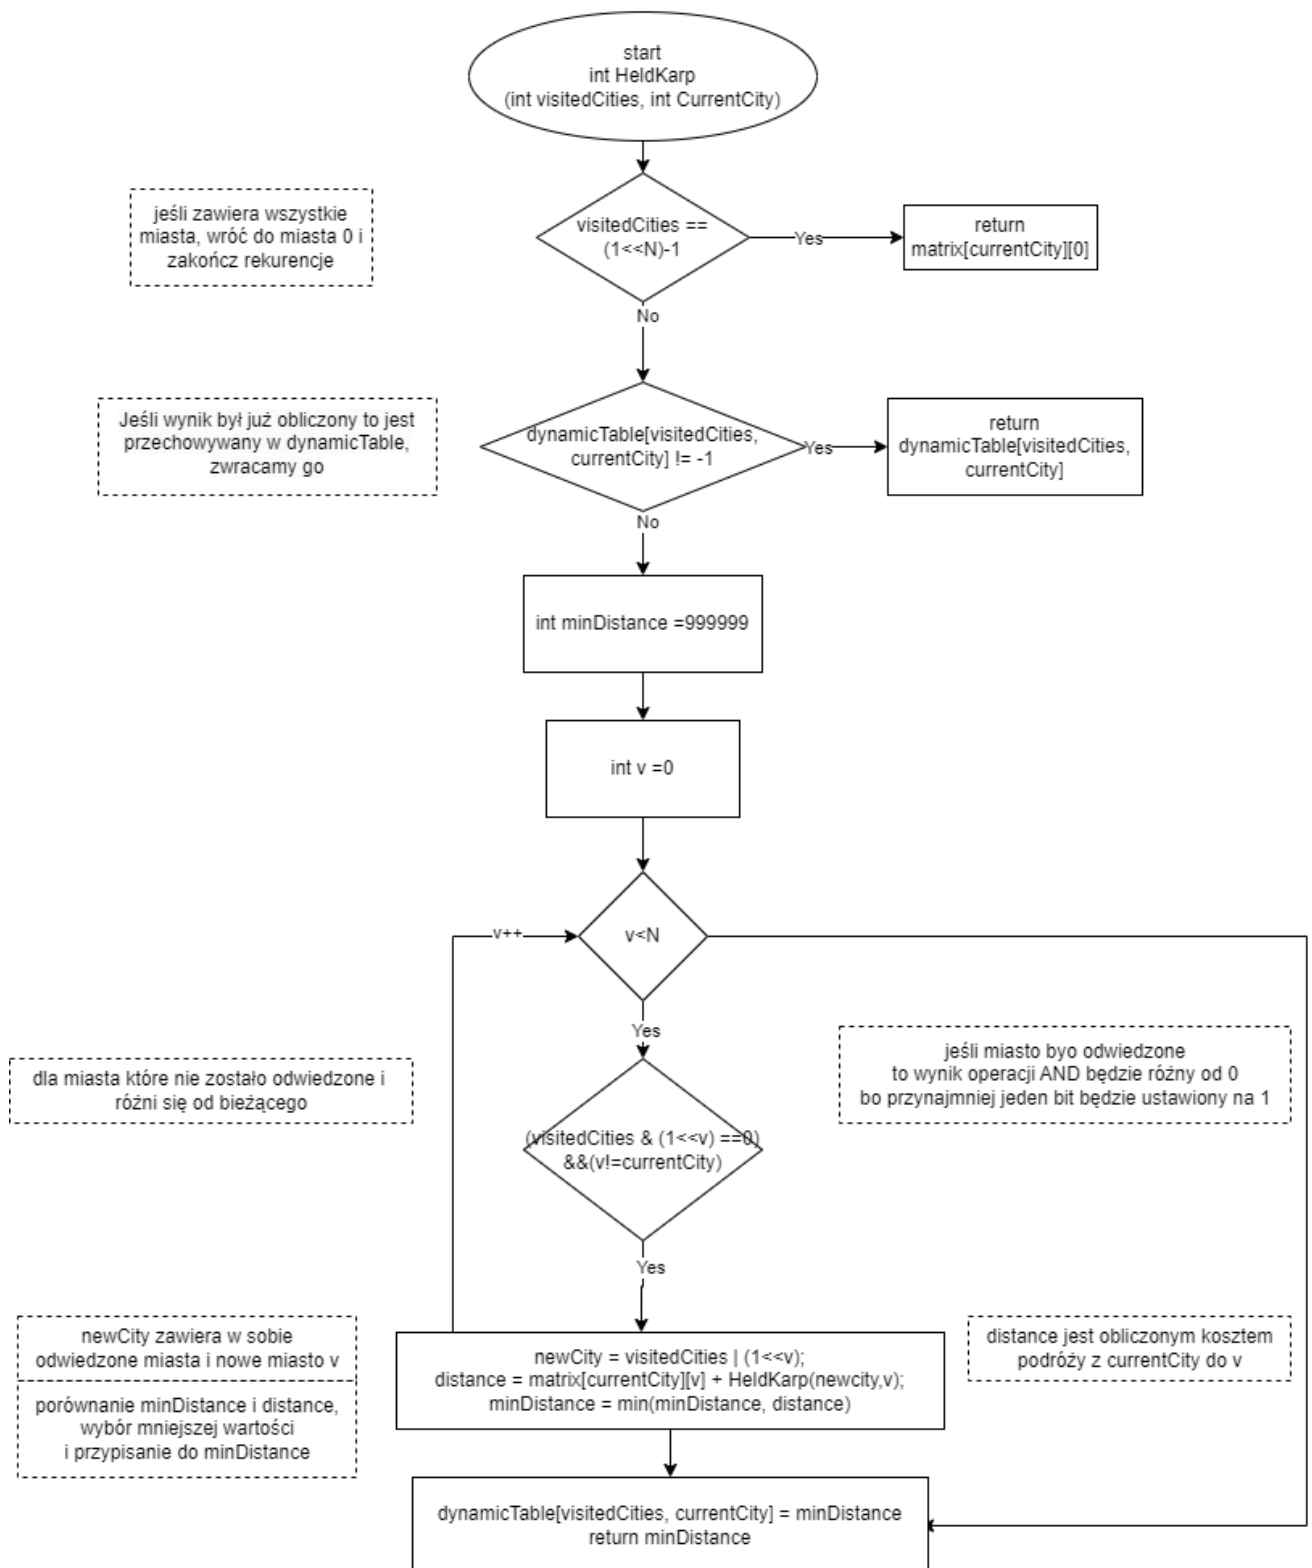 start
int HeldKarp
(int visitedCities, int CurrentCity)
jeśli zawiera wszystkie
miasta, wróć do miasta 0 i
zakończ rekurencje
visitedCities ==
(1<<N)-1
Yes
return
matrix[currentCity][0]
No
Jeśli wynik był już obliczony to jest
przechowywany w dynamicTable,
zwracamy go
dynamicTable[visitedCities,
currentCity] != -1
Yes
return
dynamicTable[visitedCities,
currentCity]
No
int minDistance =999999
int v =0
v++
v<N
Yes
dla miasta które nie zostało odwiedzone i
różni się od bieżącego
jeśli miasto byo odwiedzone
to wynik operacji AND będzie różny od 0
bo przynajmniej jeden bit będzie ustawiony na 1
(visitedCities & (1<<v) ==0)
&&(v!=currentCity)
Yes
newCity zawiera w sobie
odwiedzone miasta i nowe miasto v
porównanie minDistance i distance,
wybór mniejszej wartości
i przypisanie do minDistance
newCity = visitedCities | (1<<v);
distance = matrix[currentCity][v] + HeldKarp(newcity,v);
minDistance = min(minDistance, distance)
distance jest obliczonym kosztem
podróży z currentCity do v
dynamicTable[visitedCities, currentCity] = minDistance
return minDistance